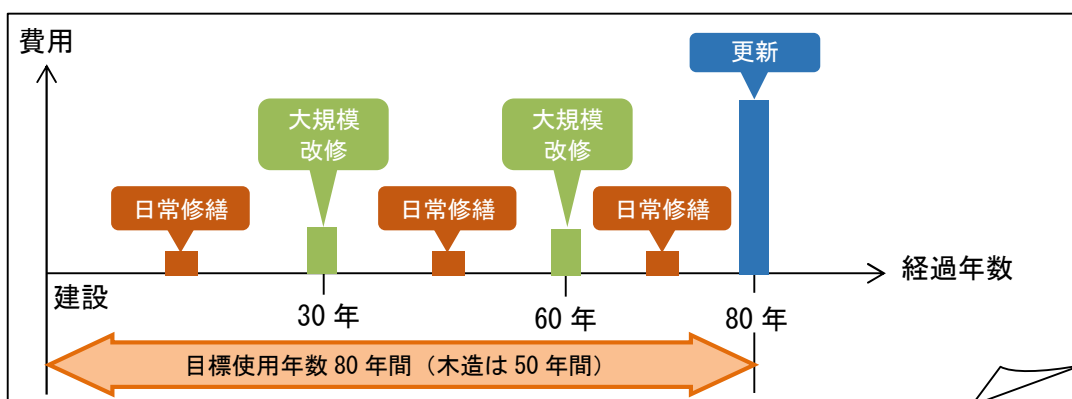 費用
更新
大規模
改修
大規模
改修
日常修繕
日常修繕
日常修繕
経過年数
建設
30 年
60 年
80 年
目標使用年数 80 年間（木造は 50 年間）